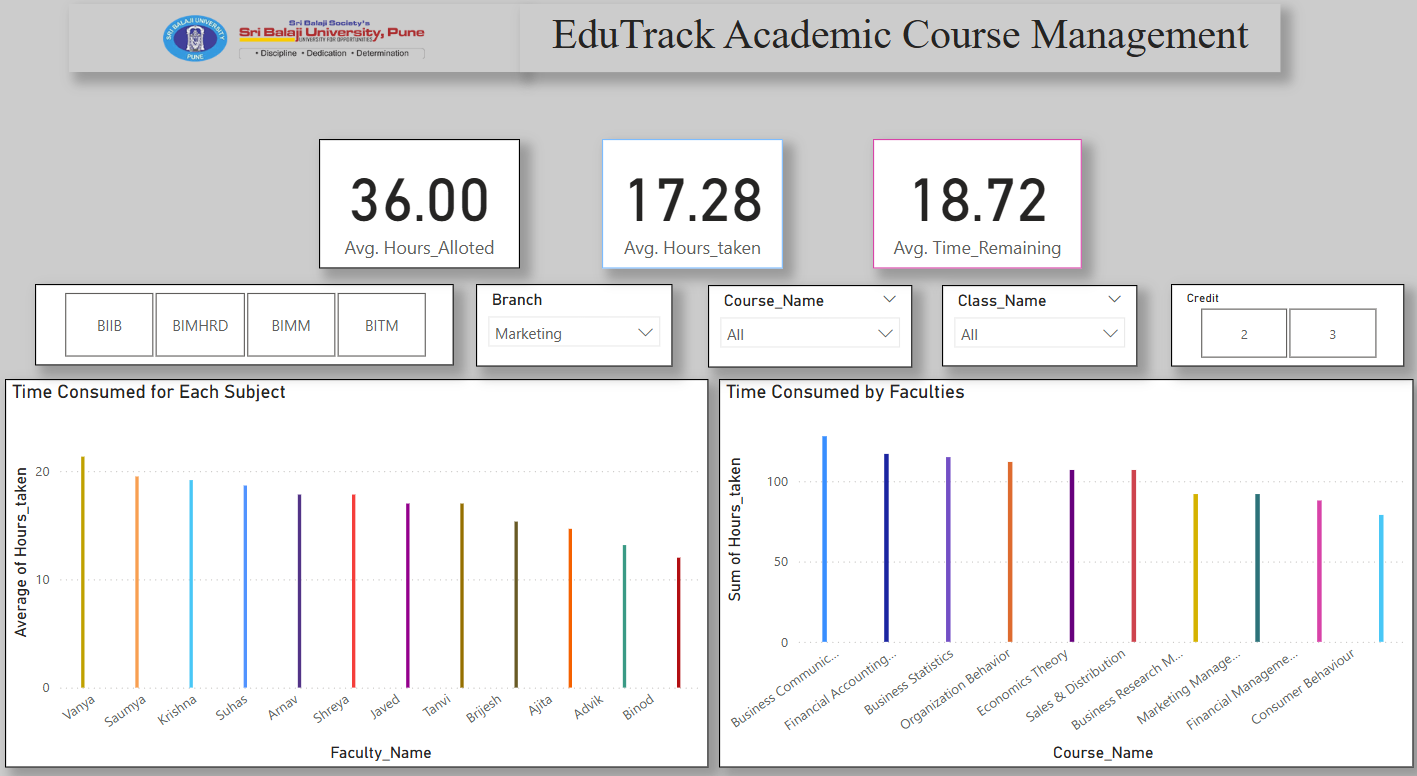 Sri Balaji Society's
Sri Balaji University, Pune
UNIVERSITY FOR OPPORTUNITIES
• Discipline • Dedication • Determination
SRI BALAJI UNIVERSITY
PUNE
EduTrack Academic Course Management
36.00
Avg. Hours_Alloted
17.28
Avg. Hours_taken
18.72
Avg. Time_Remaining
BIIB
BIMHRD
BIMM
BITM
Branch
Marketing
Course_Name
All
Class_Name
All
Credit
2
3
Time Consumed for Each Subject
Average of Hours_taken
20
10
0
Vanya
Saumya
Krishna
Suhas
Arnav
Shreya
Javed
Tanvi
Brijesh
Ajita
Advik
Binod
Faculty_Name
Time Consumed by Faculties
Sum of Hours_taken
100
50
0
Business Communic...
Financial Accounting...
Business Statistics
Organization Behavior
Economics Theory
Sales & Distribution
Business Research M...
Marketing Manage...
Financial Manageme...
Consumer Behaviour
Course_Name